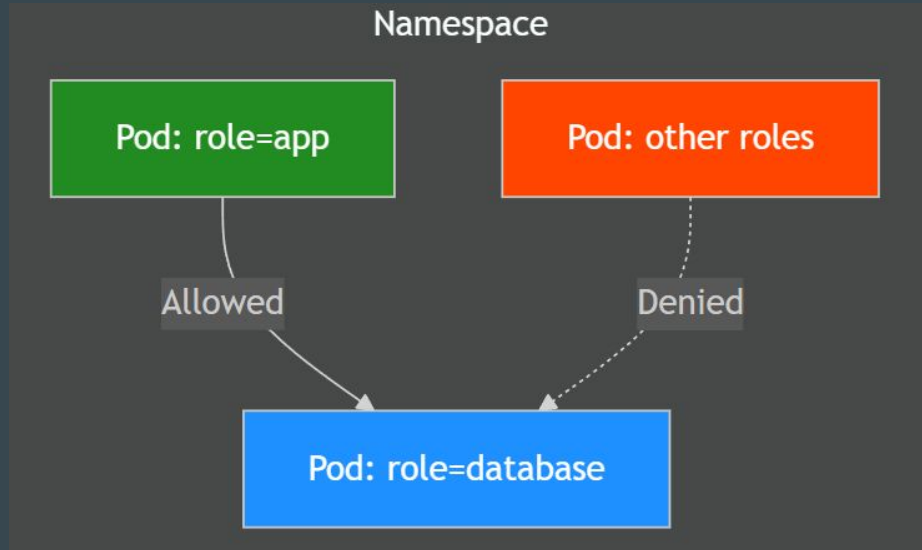 Namespace
Pod: role=app
Pod: other roles
Allowed
Denied
Pod: role=database